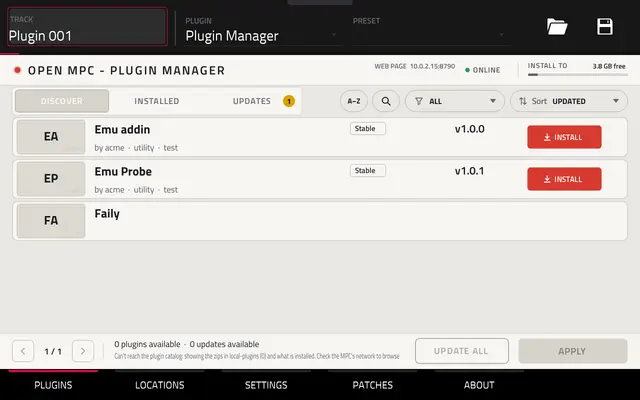 TRACK
Plugin 001
PLUGIN
Plugin Manager
PRESET
OPEN MPC - PLUGIN MANAGER
WEB PAGE 10.0.2.15:8790
ONLINE
INSTALL TO 3.8 GB free
DISCOVER INSTALLED UPDATES 1
A–Z
ALL
Sort UPDATED
EA
Emu addin
by acme · utility · test
Stable
v1.0.0
INSTALL
EP
Emu Probe
by acme · utility · test
Stable
v1.0.1
INSTALL
FA
Faily
1 / 1
0 plugins available · 0 updates available
Can't reach the plugin catalog: showing the zips in local-plugins (0) and what is installed. Check the MPC's network to browse
UPDATE ALL
APPLY
PLUGINS LOCATIONS SETTINGS PATCHES ABOUT